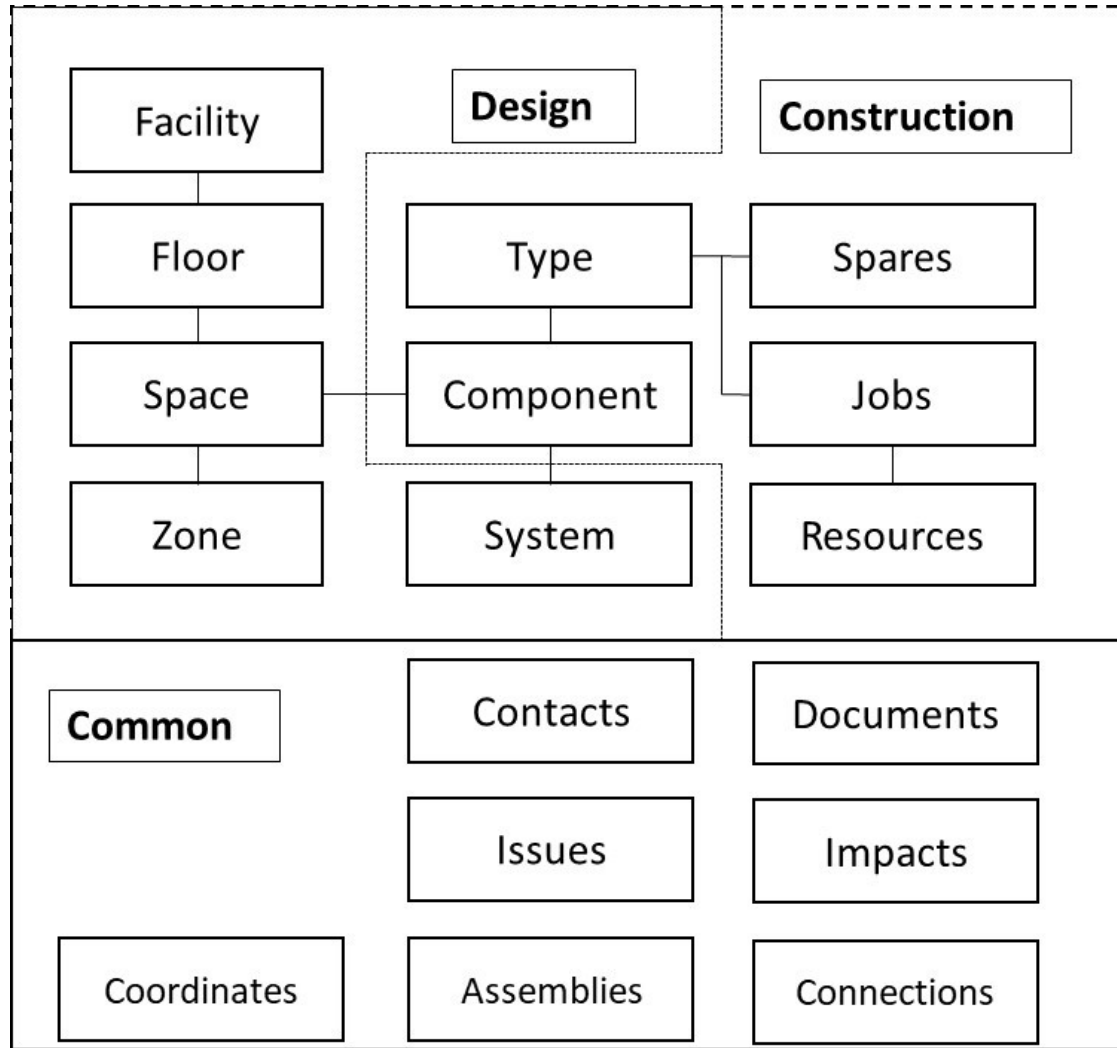 Facility
Design
Construction
Floor
Type
Spares
Space
Component
Jobs
Zone
System
Resources
Common
Contacts
Documents
Issues
Impacts
Coordinates
Assemblies
Connections